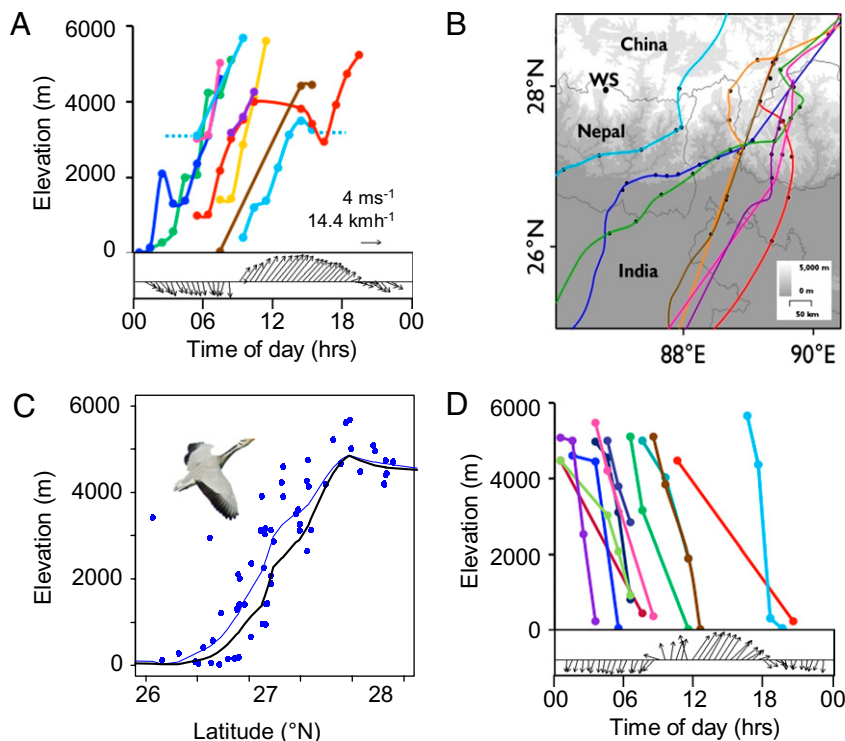 A
6000
4000
2000
0
Elevation (m)
4 ms-1
14.4 kmh-1
00 06 12 18 00
Time of day (hrs)
B
China
WS
Nepal
India
28°N
26°N
88°E 90°E
5,000 m
0 m
50 km
C
6000
4000
2000
0
Elevation (m)
26 27 28
Latitude (°N)
D
6000
4000
2000
0
Elevation (m)
00 06 12 18 00
Time of day (hrs)